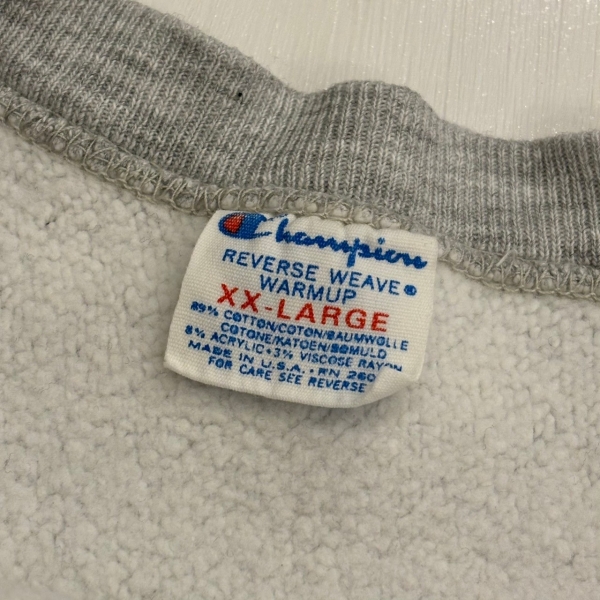 Champion
REVERSE WEAVE®
WARMUP
XX-LARGE
89% COTTON/COTON/BAUMWOLLE
COTONE/KATOEN/BOMULD
8% ACRYLIC • 3% VISCOSE RAYON
MADE IN U.S.A. • RN 260
FOR CARE SEE REVERSE